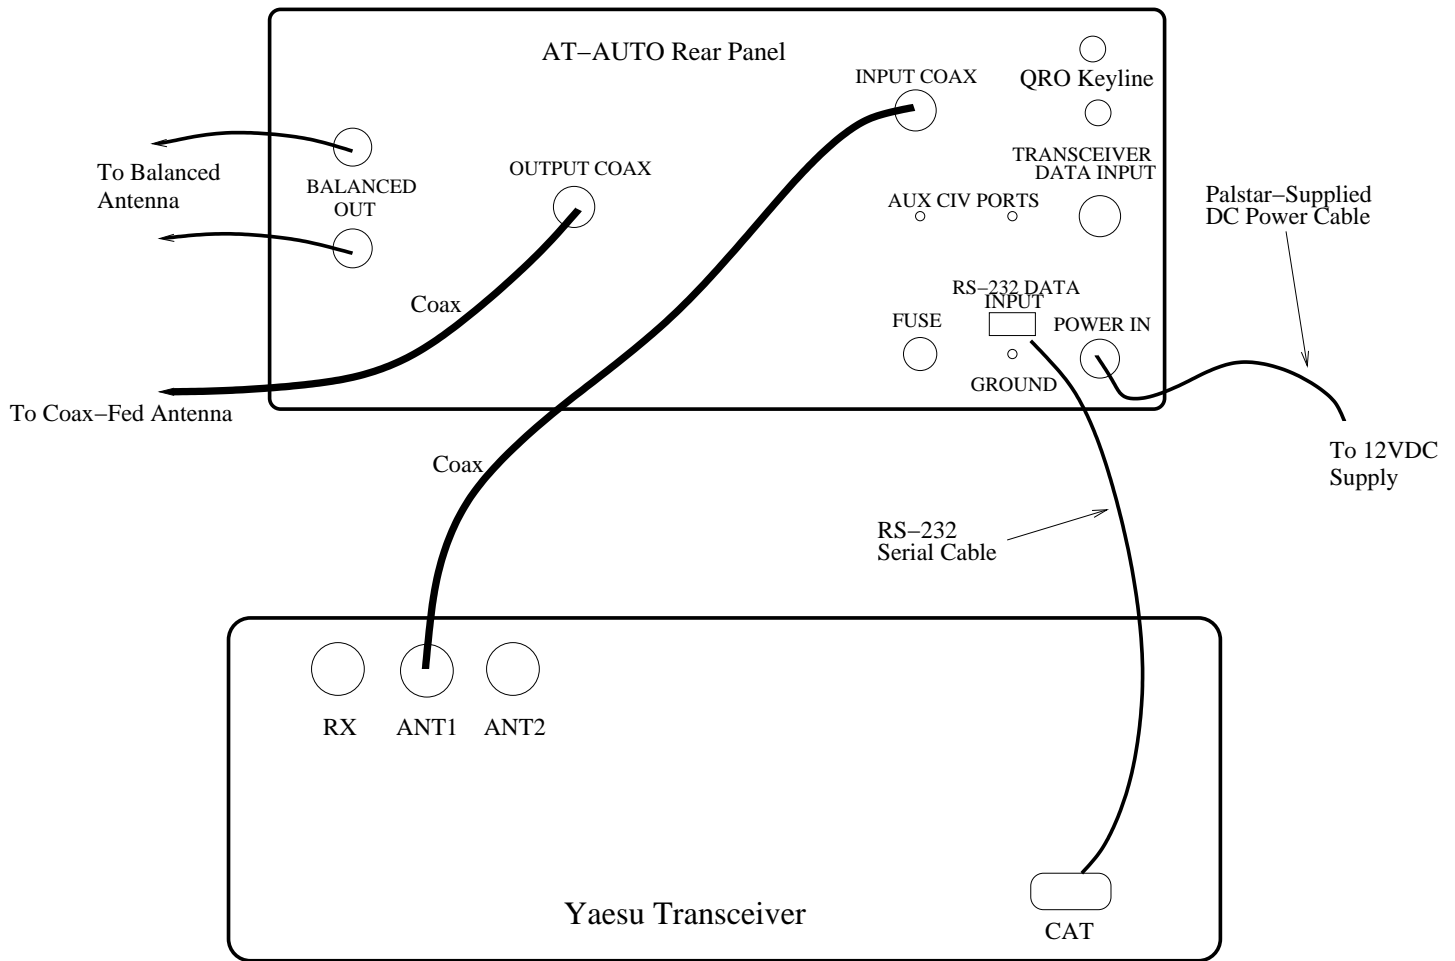 AT−AUTO Rear Panel
INPUT COAX
QRO Keyline
To Balanced
Antenna
BALANCED
OUT
OUTPUT COAX
TRANSCEIVER
DATA INPUT
AUX CIV PORTS
Palstar−Supplied
DC Power Cable
Coax
RS−232 DATA
INPUT
FUSE
POWER IN
GROUND
To Coax−Fed Antenna
To 12VDC
Supply
Coax
RS−232
Serial Cable
RX
ANT1
ANT2
Yaesu Transceiver
CAT